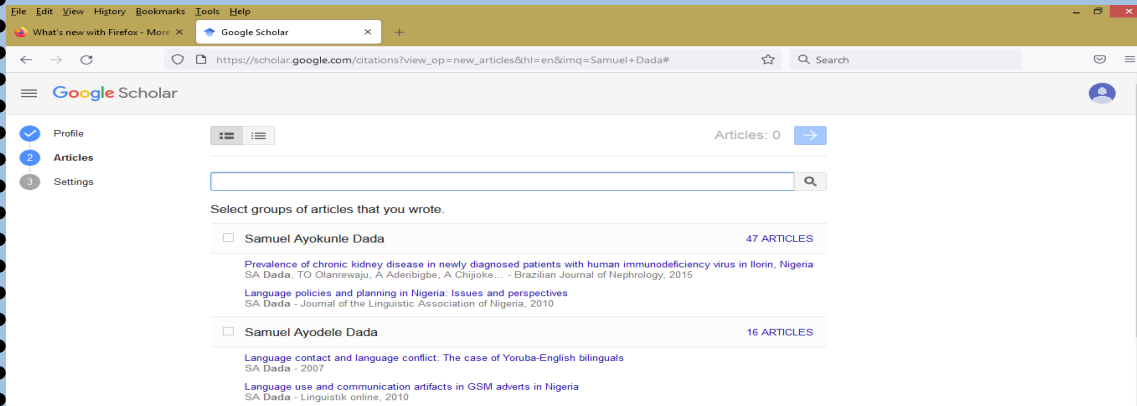 File Edit View History Bookmarks Tools Help
What's new with Firefox - More × Google Scholar × +
https://scholar.google.com/citations?view_op=new_articles&hl=en&imq=Samuel+Dada# Search
Google Scholar
Profile Articles: 0
2 Articles
3 Settings
Select groups of articles that you wrote.
Samuel Ayokunle Dada 47 ARTICLES
Prevalence of chronic kidney disease in newly diagnosed patients with human immunodeficiency virus in Ilorin, Nigeria
SA Dada, TO Olanrewaju, A Aderibigbe, A Chijioke... - Brazilian Journal of Nephrology, 2015
Language policies and planning in Nigeria: Issues and perspectives
SA Dada - Journal of the Linguistic Association of Nigeria, 2010
Samuel Ayodele Dada 16 ARTICLES
Language contact and language conflict: The case of Yoruba-English bilinguals
SA Dada - 2007
Language use and communication artifacts in GSM adverts in Nigeria
SA Dada - Linguistik online, 2010